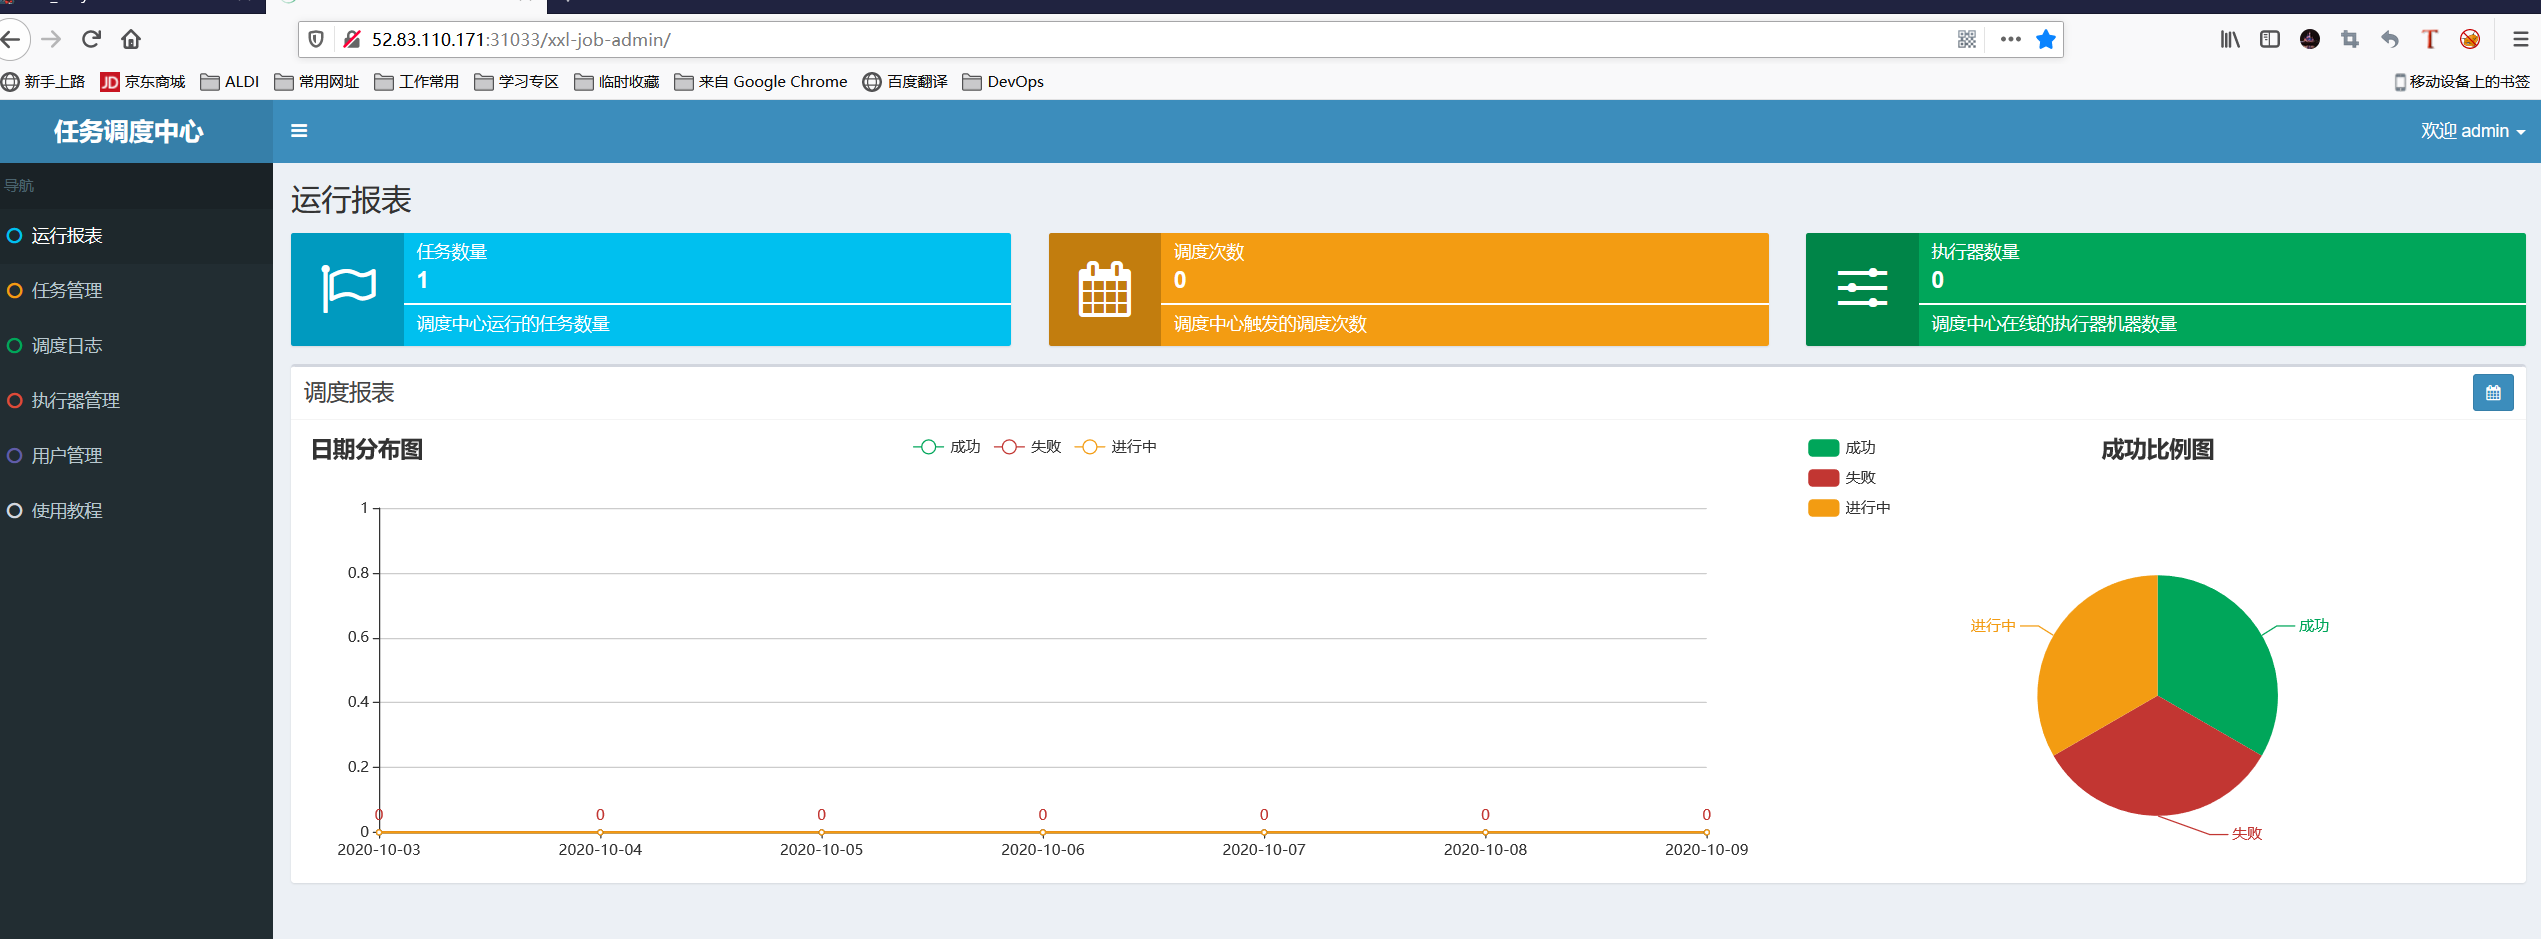 52.83.110.171:31033/xxl-job-admin/
新手上路 京东商城 ALDI 常用网址 工作常用 学习专区 临时收藏 来自 Google Chrome 百度翻译 DevOps 移动设备上的书签
任务调度中心 欢迎 admin
导航
运行报表
任务管理
调度日志
执行器管理
用户管理
使用教程
运行报表
任务数量
1
调度中心运行的任务数量
调度次数
0
调度中心触发的调度次数
执行器数量
0
调度中心在线的执行器机器数量
调度报表
日期分布图
成功 失败 进行中
1
0.8
0.6
0.4
0.2
0
0 0 0 0 0 0 0
2020-10-03 2020-10-04 2020-10-05 2020-10-06 2020-10-07 2020-10-08 2020-10-09
成功比例图
成功
失败
进行中
进行中 成功
失败